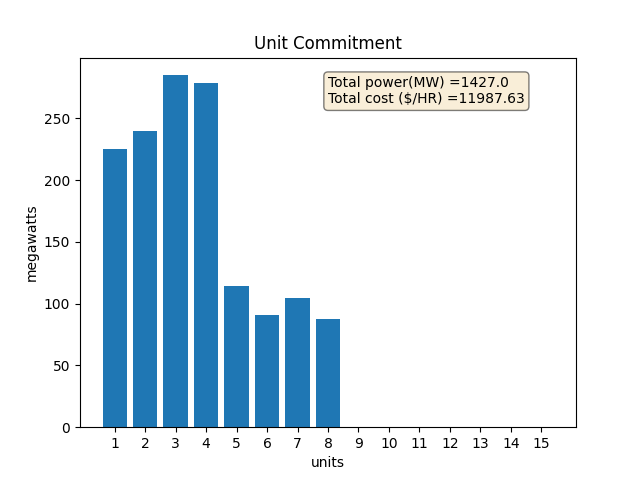 Unit Commitment
Total power(MW) =1427.0
Total cost ($/HR) =11987.63
megawatts
250
200
150
100
50
0
1 2 3 4 5 6 7 8 9 10 11 12 13 14 15
units